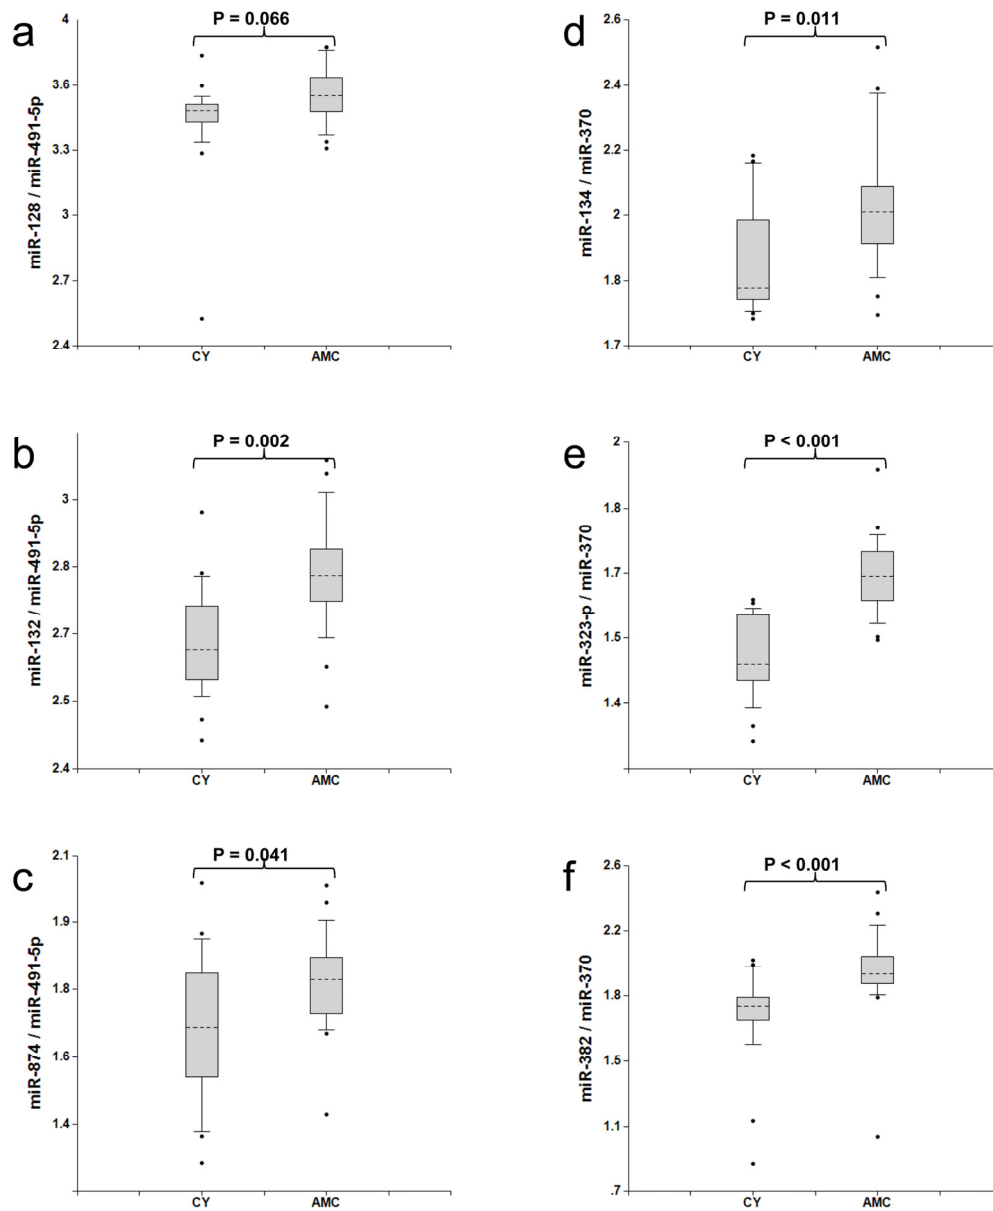 a
P = 0.066
4
3.6
3.3
3
2.7
2.4
miR-128 / miR-491-5p
CY
AMC
d
P = 0.011
2.6
2.4
2.2
2
1.8
1.7
miR-134 / miR-370
CY
AMC
b
P = 0.002
3
2.8
2.7
2.5
2.4
miR-132 / miR-491-5p
CY
AMC
e
P < 0.001
2
1.8
1.7
1.5
1.4
miR-323-p / miR-370
CY
AMC
c
P = 0.041
2.1
1.9
1.8
1.6
1.4
miR-874 / miR-491-5p
CY
AMC
f
P < 0.001
2.6
2.2
1.8
1.5
1.1
.7
miR-382 / miR-370
CY
AMC